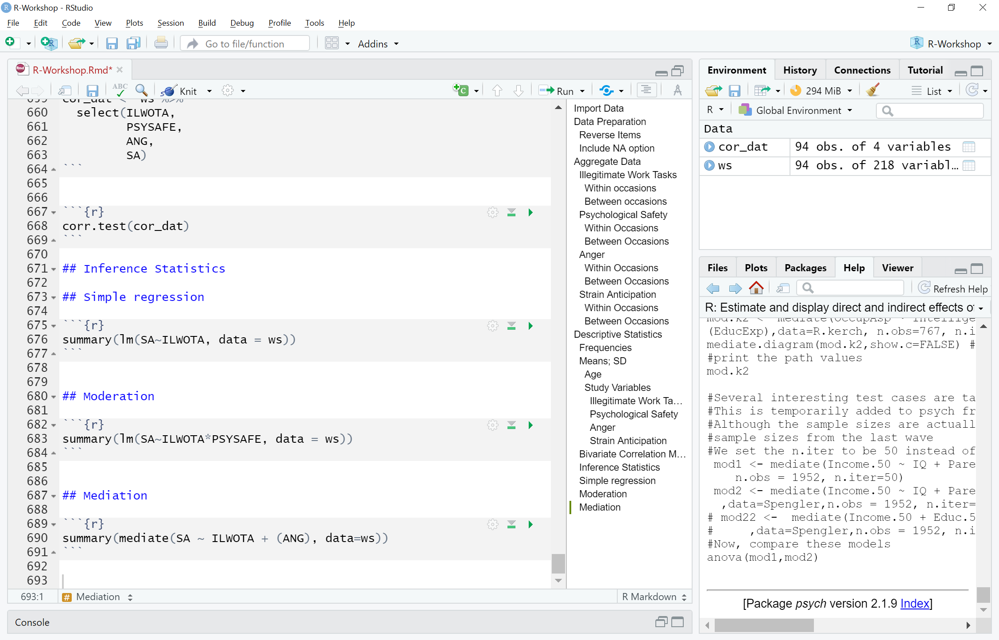 R-Workshop - RStudio
File Edit Code View Plots Session Build Debug Profile Tools Help
Go to file/function
Addins
R-Workshop
R-Workshop.Rmd*
ABC
Knit
Run
660 select(ILWOTA,
661 PSYSAFE,
662 ANG,
663 SA)
664 ```
665
666
667 ```{r}
668 corr.test(cor_dat)
669 ```
670
671 ## Inference Statistics
672
673 ## Simple regression
674
675 ```{r}
676 summary(lm(SA~ILWOTA, data = ws))
677 ```
678
679
680 ## Moderation
681
682 ```{r}
683 summary(lm(SA~ILWOTA*PSYSAFE, data = ws))
684 ```
685
686
687 ## Mediation
688
689 ```{r}
690 summary(mediate(SA ~ ILWOTA + (ANG), data=ws))
691 ```
692
693
693:1 # Mediation R Markdown
Console
Import Data
Data Preparation
Reverse Items
Include NA option
Aggregate Data
Illegitimate Work Tasks
Within occasions
Between occasions
Psychological Safety
Within Occasions
Between Occasions
Anger
Within Occasions
Between Occasions
Strain Anticipation
Within Occasions
Between Occasions
Descriptive Statistics
Frequencies
Means; SD
Age
Study Variables
Illegitimate Work Ta...
Psychological Safety
Anger
Strain Anticipation
Bivariate Correlation M...
Inference Statistics
Simple regression
Moderation
Mediation
Environment History Connections Tutorial
294 MiB List
R Global Environment
Data
cor_dat 94 obs. of 4 variables
ws 94 obs. of 218 variabl...
Files Plots Packages Help Viewer
Refresh Help
R: Estimate and display direct and indirect effects of
(EducExp),data=R.kerch, n.obs=767, n.i
mediate.diagram(mod.k2,show.c=FALSE) #
#print the path values
mod.k2
#Several interesting test cases are ta
#This is temporarily added to psych fr
#Although the sample sizes are actuall
#sample sizes from the last wave
#We set the n.iter to be 50 instead of
mod1 <- mediate(Income.50 ~ IQ + Pare
n.obs = 1952, n.iter=50)
mod2 <- mediate(Income.50 ~ IQ + Pare
,data=Spengler,n.obs = 1952, n.iter=
# mod22 <- mediate(Income.50 + Educ.5
# ,data=Spengler,n.obs = 1952, n.i
#Now, compare these models
anova(mod1,mod2)
[Package psych version 2.1.9 Index]